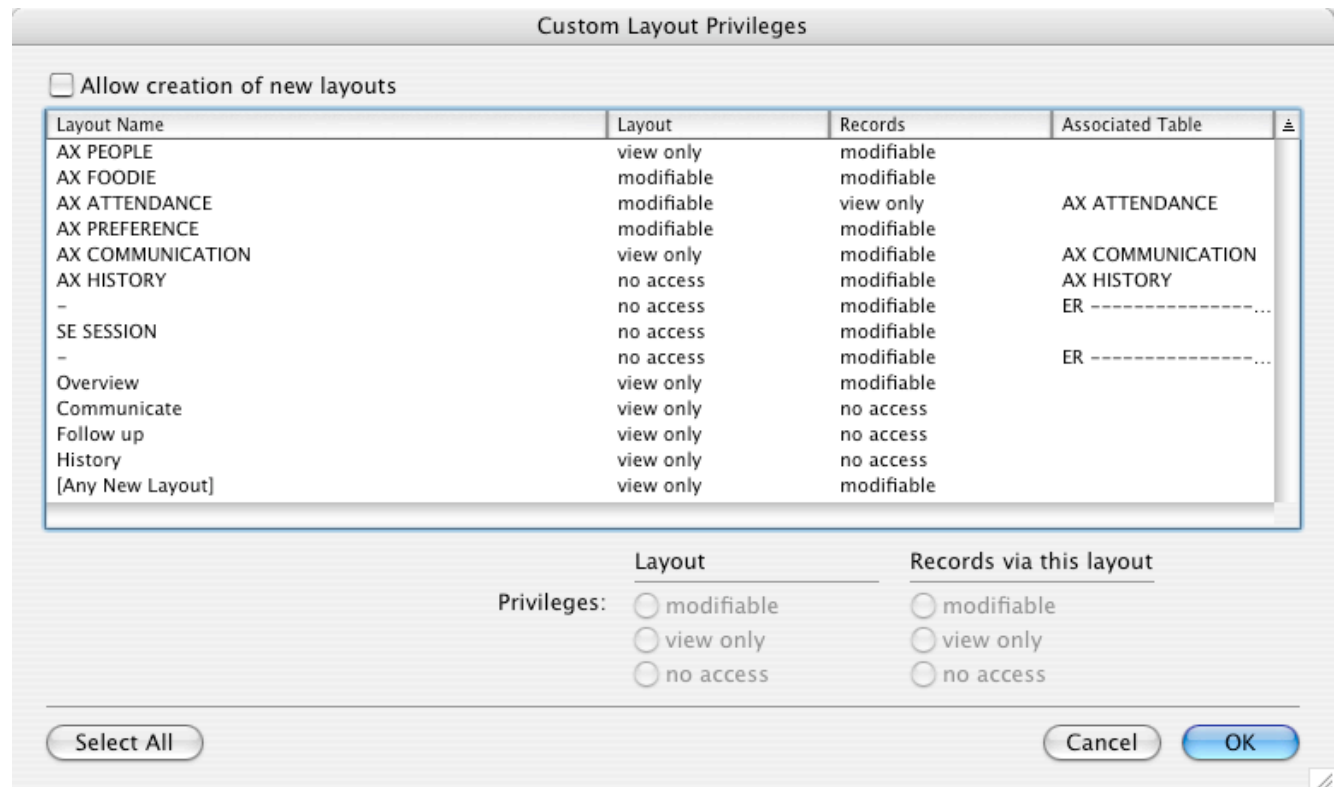 Custom Layout Privileges
Allow creation of new layouts
Layout Name Layout Records Associated Table
AX PEOPLE view only modifiable
AX FOODIE modifiable modifiable
AX ATTENDANCE modifiable view only AX ATTENDANCE
AX PREFERENCE modifiable modifiable
AX COMMUNICATION view only modifiable AX COMMUNICATION
AX HISTORY no access modifiable AX HISTORY
- no access modifiable ER ---------------...
SE SESSION no access modifiable
- no access modifiable ER ---------------...
Overview view only modifiable
Communicate view only no access
Follow up view only no access
History view only no access
[Any New Layout] view only modifiable
Layout Records via this layout
Privileges: modifiable modifiable
view only view only
no access no access
Select All Cancel OK